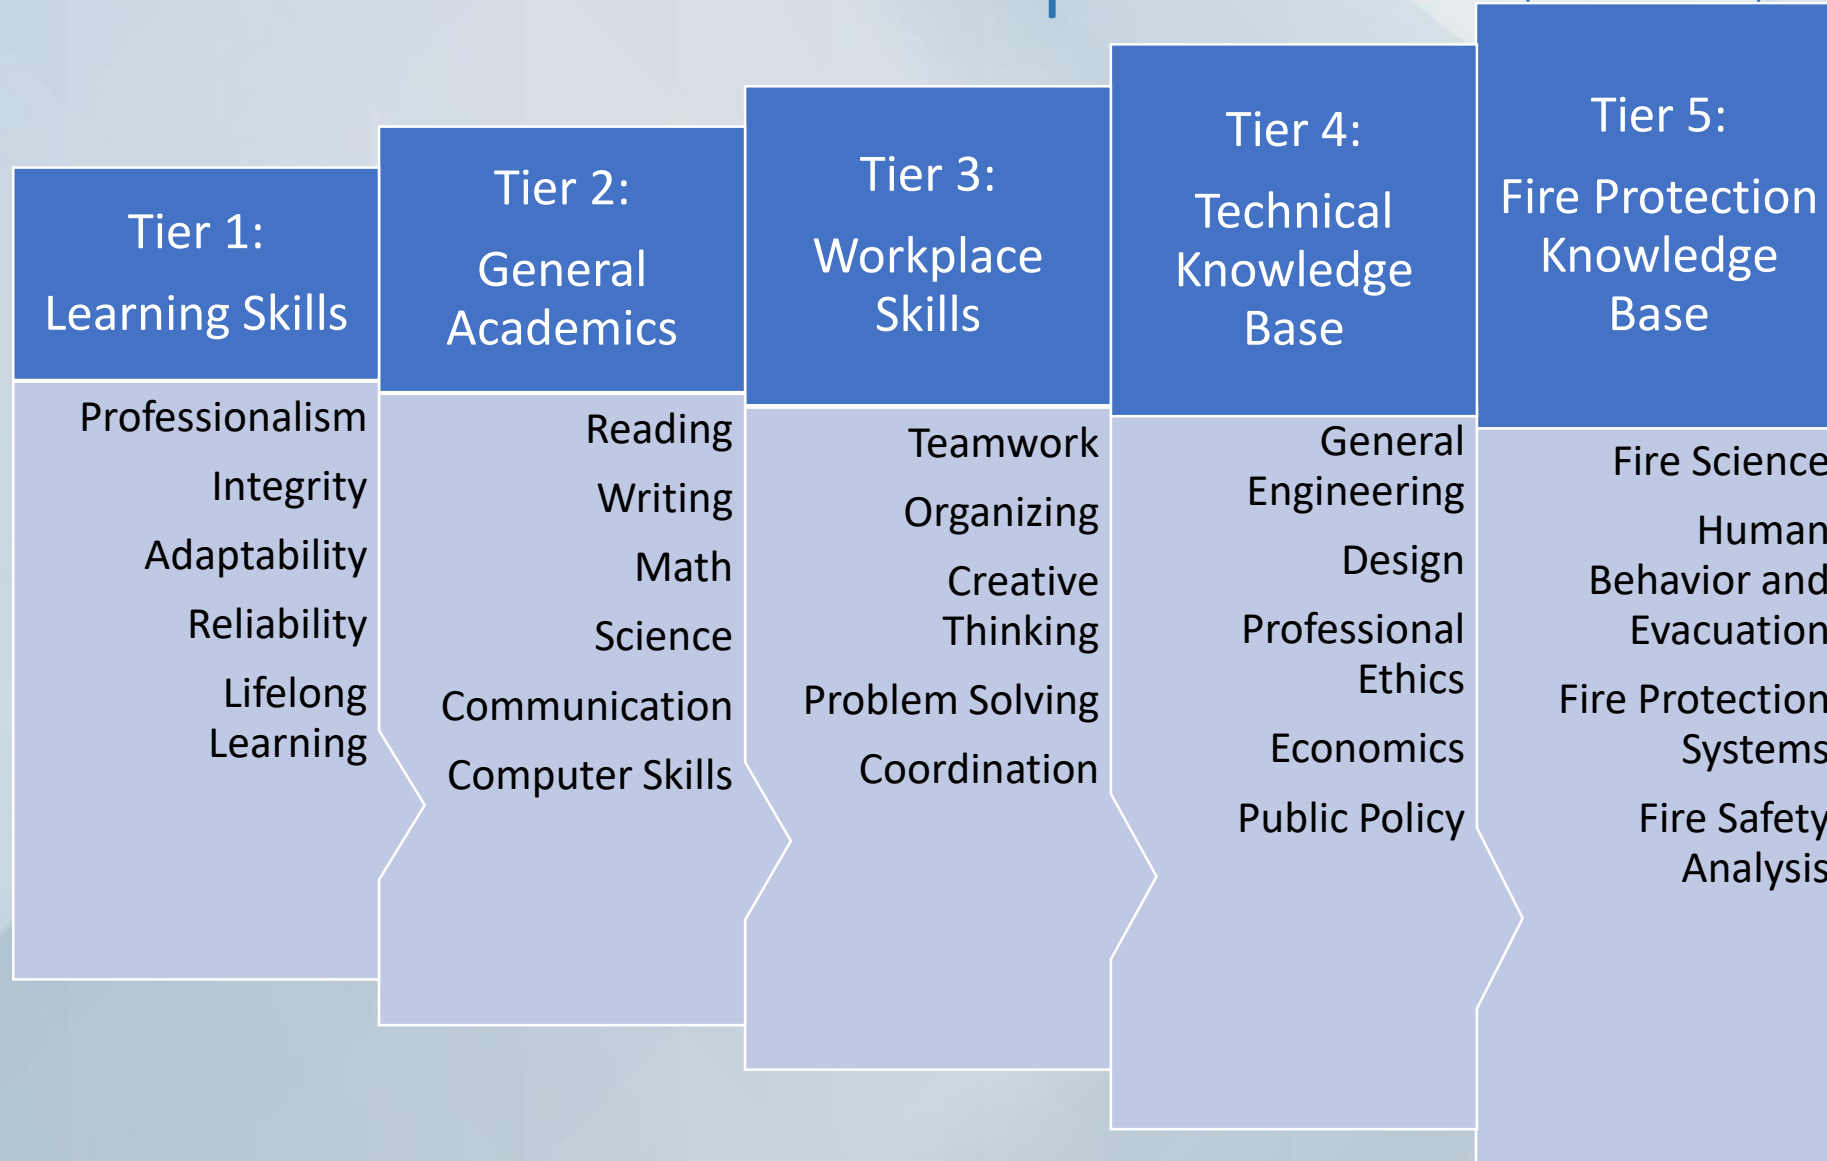 Tier 1:
Learning Skills
Professionalism
Integrity
Adaptability
Reliability
Lifelong
Learning
Tier 2:
General
Academics
Reading
Writing
Math
Science
Communication
Computer Skills
Tier 3:
Workplace
Skills
Teamwork
Organizing
Creative
Thinking
Problem Solving
Coordination
Tier 4:
Technical
Knowledge
Base
General
Engineering
Design
Professional
Ethics
Economics
Public Policy
Tier 5:
Fire Protection
Knowledge
Base
Fire Science
Human
Behavior and
Evacuation
Fire Protection
Systems
Fire Safety
Analysis